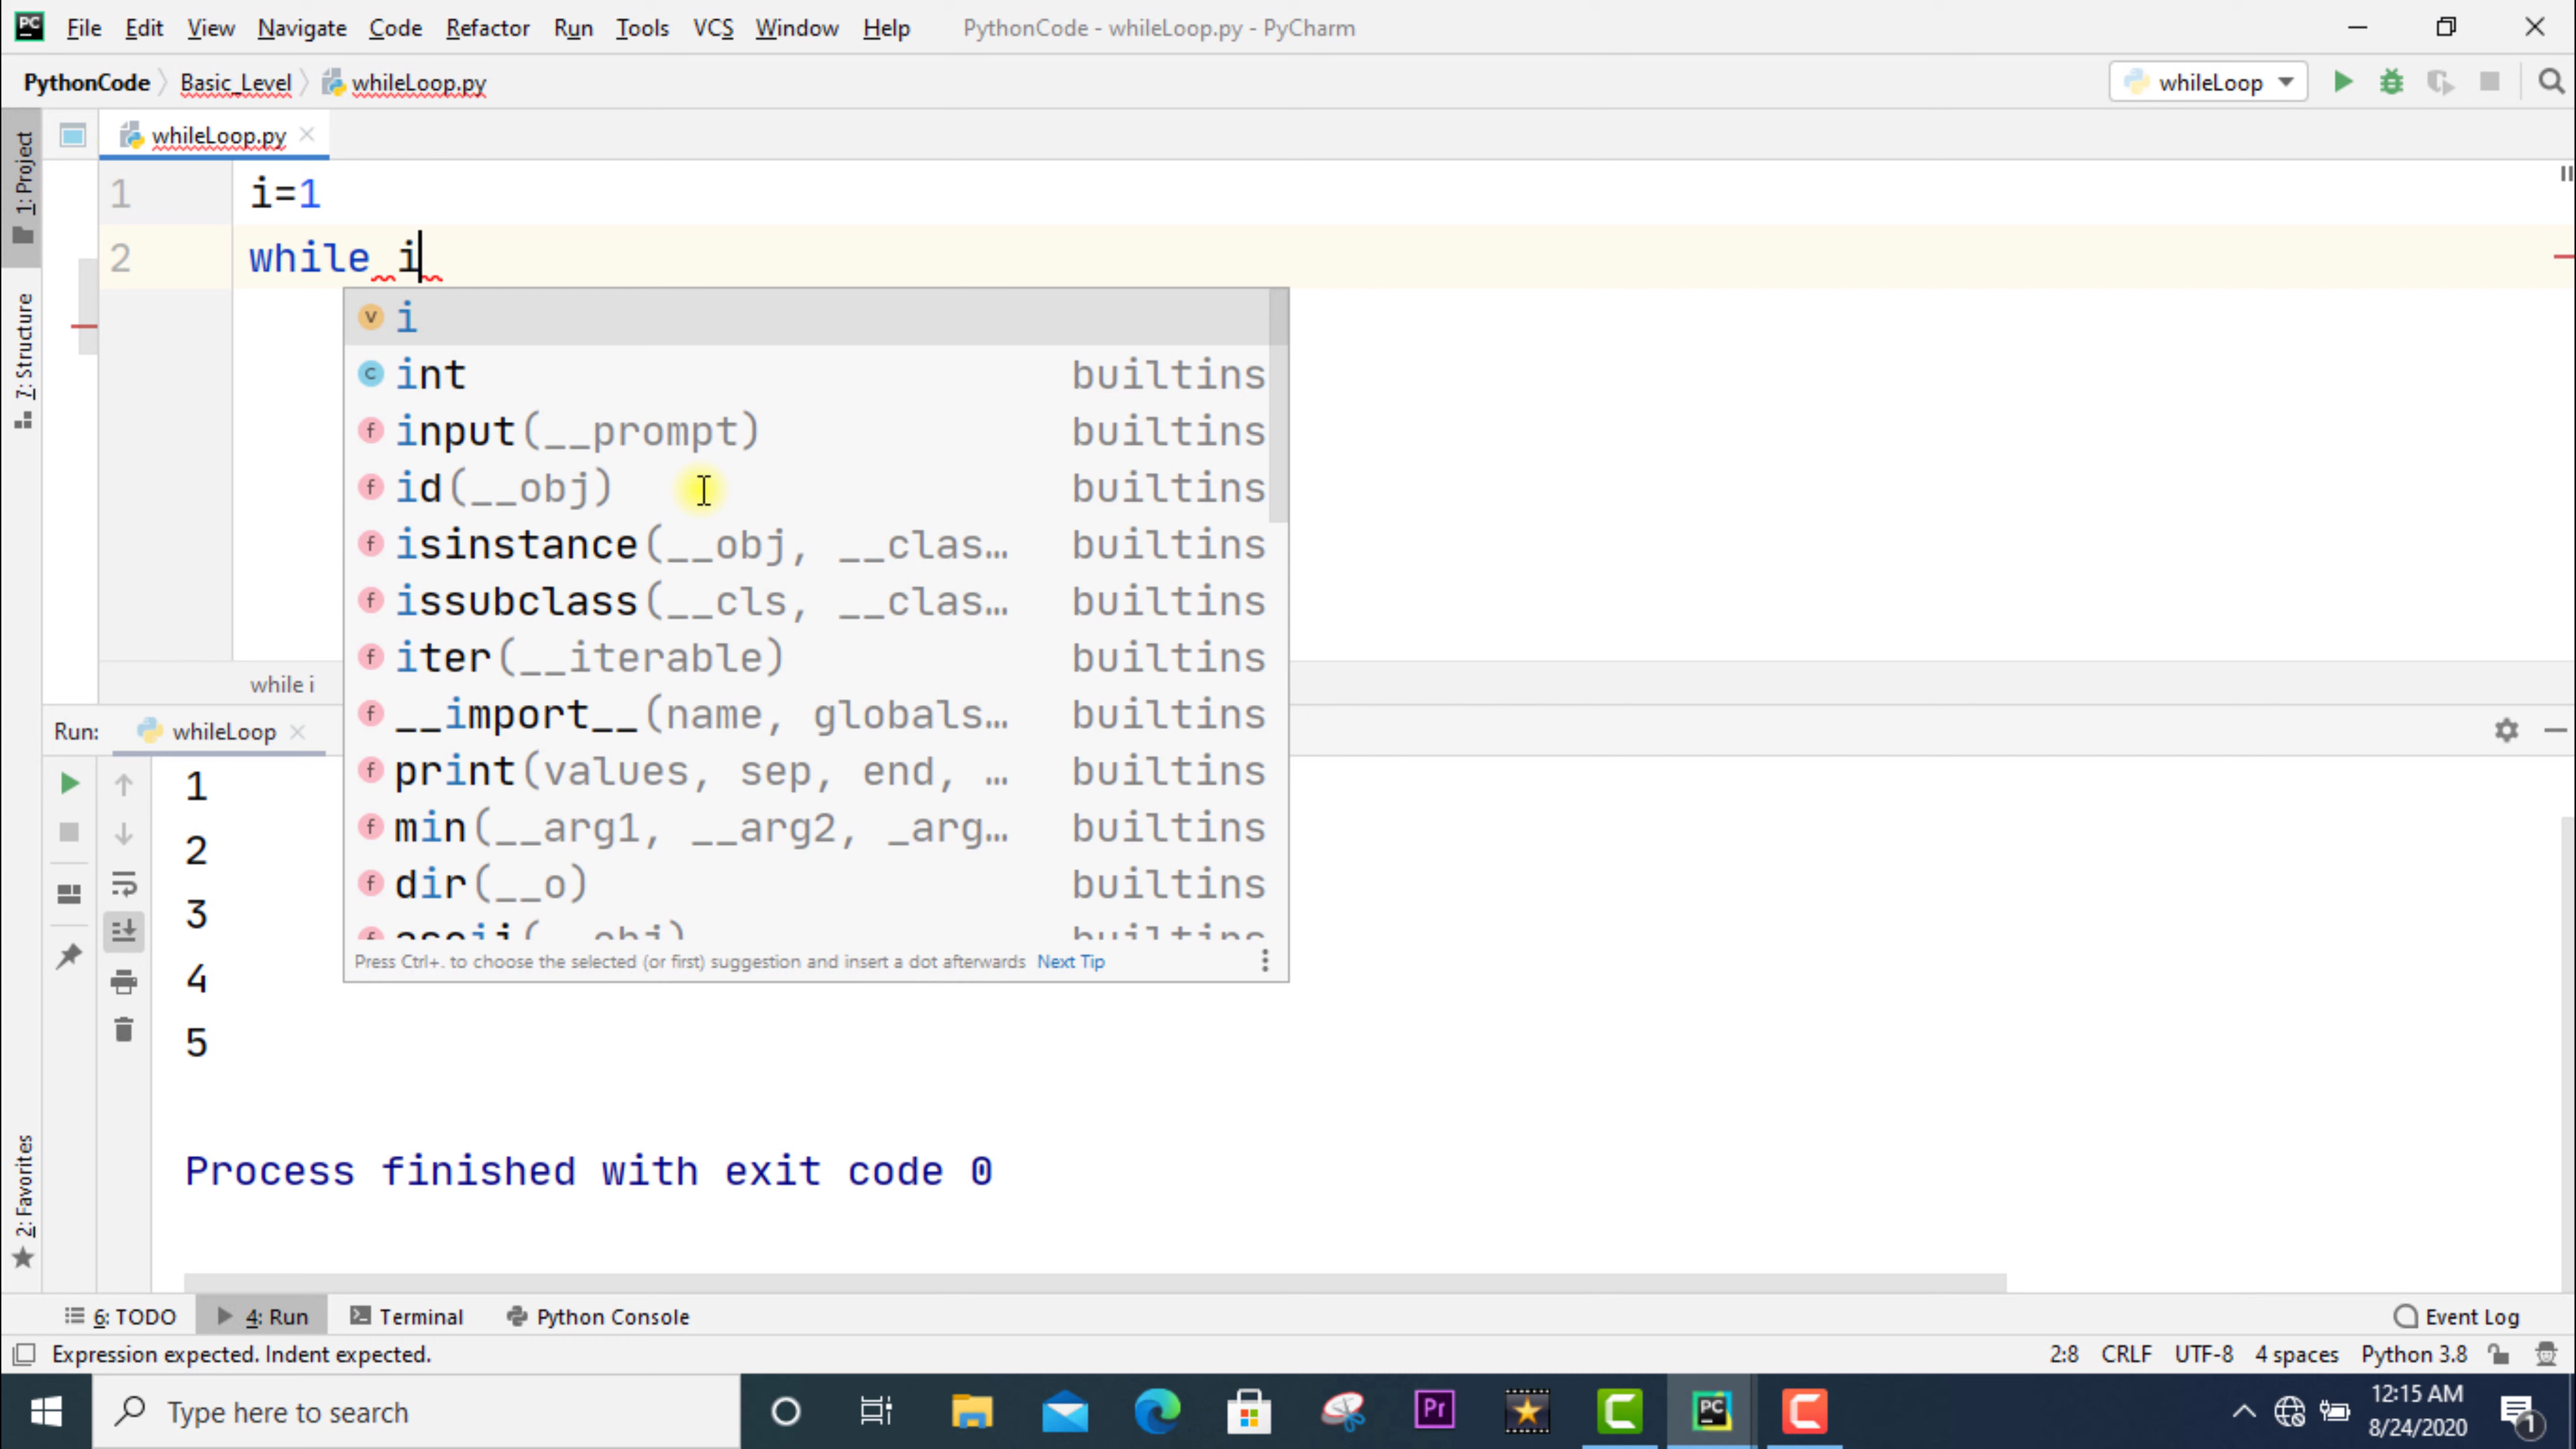 File Edit View Navigate Code Refactor Run Tools VCS Window Help PythonCode - whileLoop.py - PyCharm
PythonCode Basic_Level whileLoop.py whileLoop
whileLoop.py
1: Project
7: Structure
2: Favorites
1 i=1
2 while i
i
int builtins
input(__prompt) builtins
id(__obj) builtins
isinstance(__obj, __clas… builtins
issubclass(__cls, __clas… builtins
iter(__iterable) builtins
__import__(name, globals… builtins
print(values, sep, end, … builtins
min(__arg1, __arg2, _arg… builtins
dir(__o) builtins
ascii(__obj) builtins
Press Ctrl+. to choose the selected (or first) suggestion and insert a dot afterwards Next Tip
while i
Run: whileLoop
1
2
3
4
5
Process finished with exit code 0
6: TODO 4: Run Terminal Python Console Event Log
Expression expected. Indent expected. 2:8 CRLF UTF-8 4 spaces Python 3.8
Type here to search Pr PC 12:15 AM
8/24/2020 1